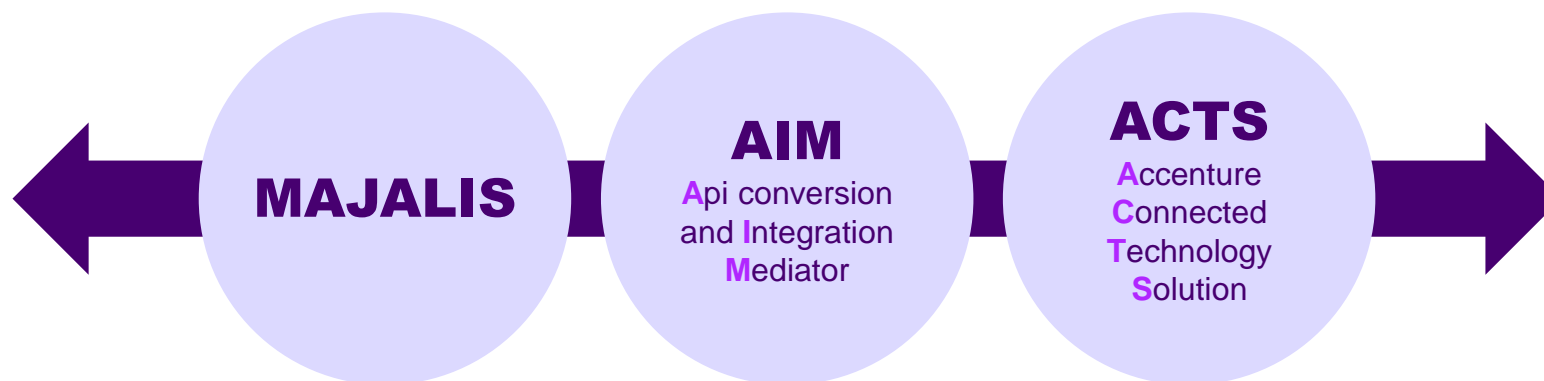 MAJALIS
AIM
Api conversion
and Integration
Mediator
ACTS
Accenture
Connected
Technology
Solution